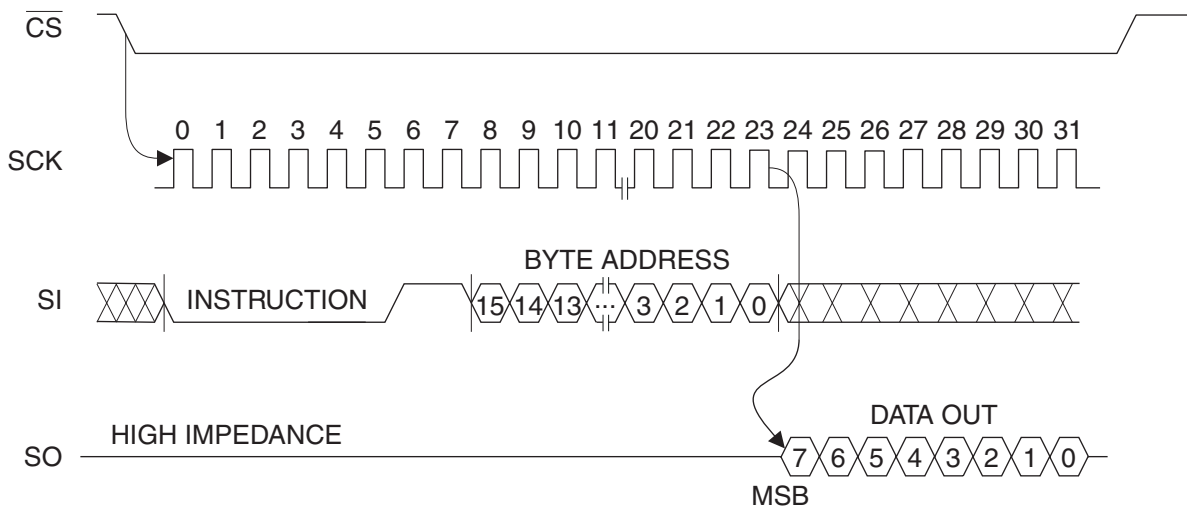 CS
0 1 2 3 4 5 6 7 8 9 10 11 20 21 22 23 24 25 26 27 28 29 30 31
SCK
BYTE ADDRESS
SI INSTRUCTION 15 14 13 ... 3 2 1 0
DATA OUT
HIGH IMPEDANCE
SO 7 6 5 4 3 2 1 0
MSB